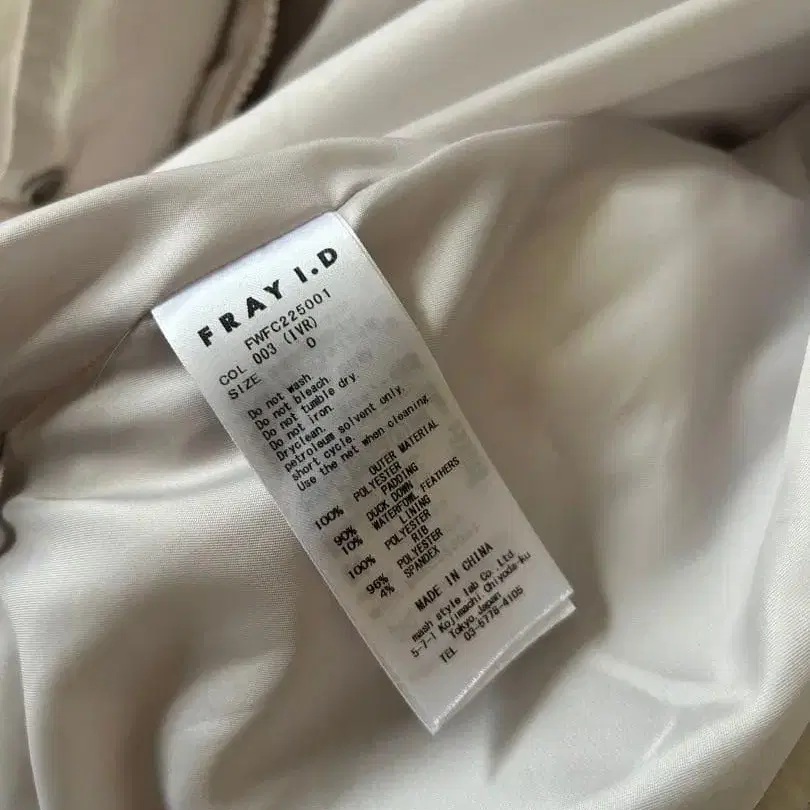 FRAY I.D
FWFC225001
COL 003 (IVR)
SIZE 0
Do not wash.
Do not bleach.
Do not tumble dry.
Do not iron.
Dryclean.
petroleum solvent only.
short cycle.
Use the net when cleaning.
OUTER MATERIAL
100% POLYESTER
PADDING
90% DUCK DOWN
10% WATERFOWL FEATHERS
LINING
100% POLYESTER
RIB
96% POLYESTER
4% SPANDEX
MADE IN CHINA
mash style lab Co.,Ltd
5-7-1 Kojimachi,Chiyoda-ku
Tokyo,Japan
TEL 03-6778-4105